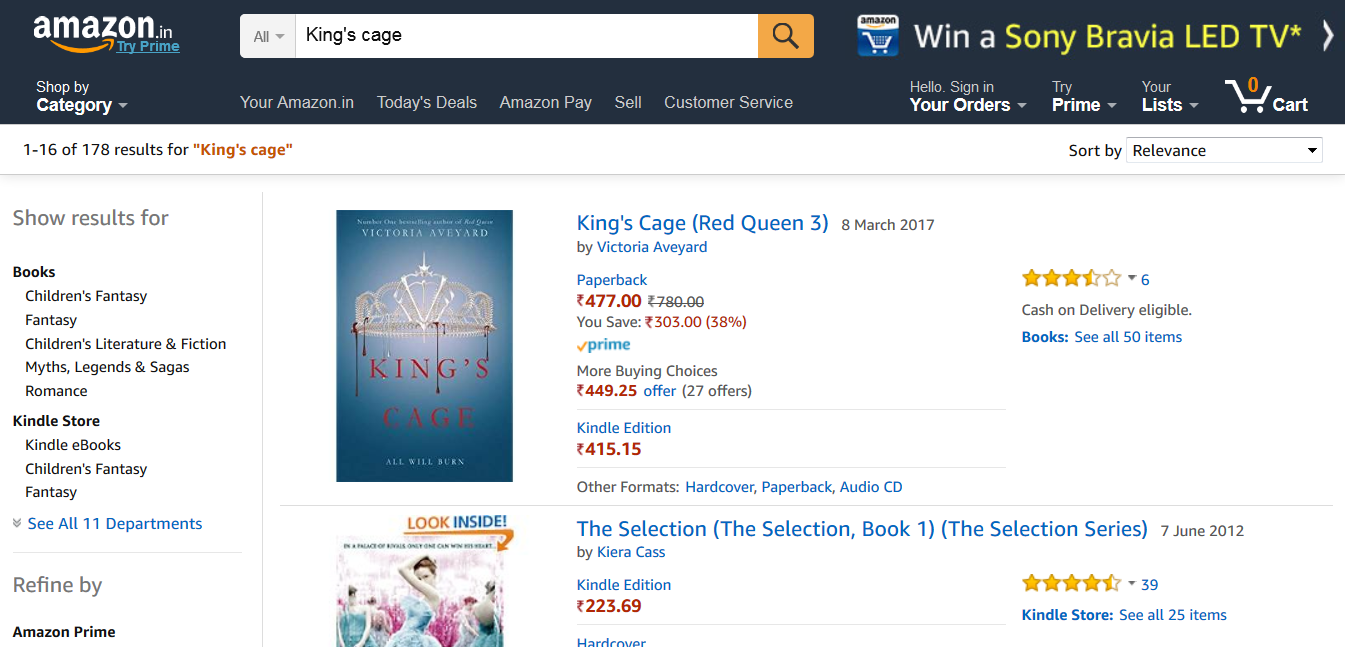 amazon.in
Try Prime
All
King's cage
amazon
Win a Sony Bravia LED TV*
Shop by
Category
Your Amazon.in
Today's Deals
Amazon Pay
Sell
Customer Service
Hello. Sign in
Your Orders
Try
Prime
Your
Lists
0
Cart
1-16 of 178 results for "King's cage"
Sort by
Relevance
Show results for
Books
Children's Fantasy
Fantasy
Children's Literature & Fiction
Myths, Legends & Sagas
Romance
Kindle Store
Kindle eBooks
Children's Fantasy
Fantasy
See All 11 Departments
Refine by
Amazon Prime
Number One bestselling author of Red Queen
VICTORIA AVEYARD
KING'S
CAGE
ALL WILL BURN
King's Cage (Red Queen 3) 8 March 2017
by Victoria Aveyard
Paperback
₹477.00 ₹780.00
You Save: ₹303.00 (38%)
prime
More Buying Choices
₹449.25 offer (27 offers)
Kindle Edition
₹415.15
Other Formats: Hardcover, Paperback, Audio CD
6
Cash on Delivery eligible.
Books: See all 50 items
LOOK INSIDE!
IN A PALACE OF RIVALS, ONLY ONE CAN WIN HIS HEART...
The Selection (The Selection, Book 1) (The Selection Series) 7 June 2012
by Kiera Cass
Kindle Edition
₹223.69
Hardcover
39
Kindle Store: See all 25 items